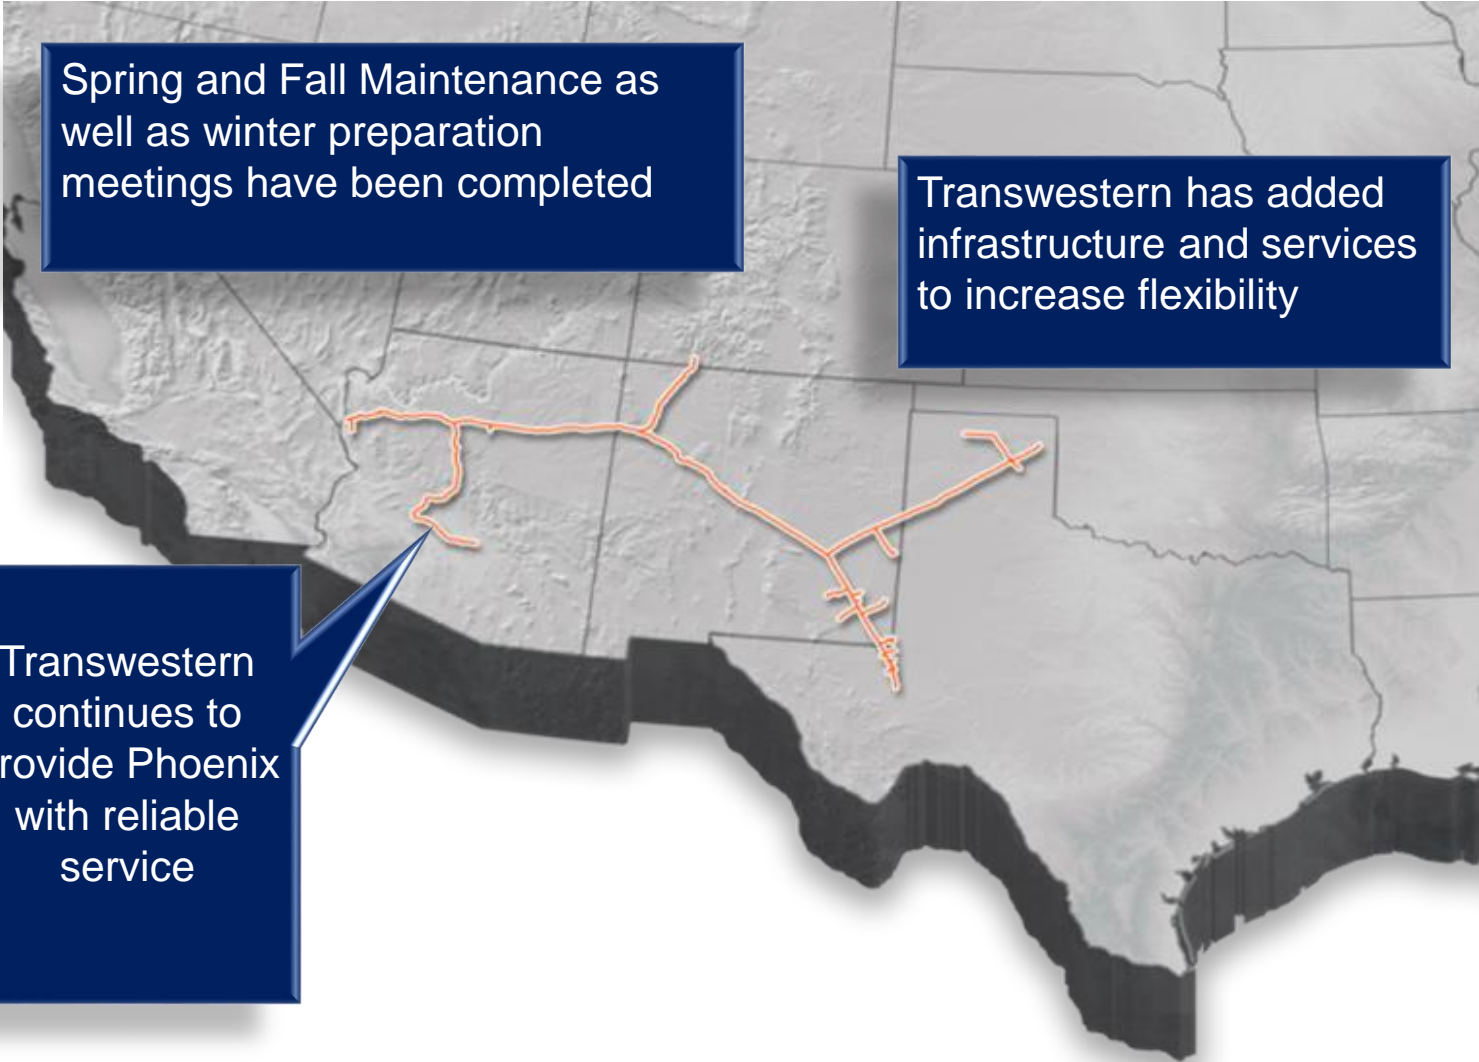 Spring and Fall Maintenance as
well as winter preparation
meetings have been completed
Transwestern has added
infrastructure and services
to increase flexibility
Transwestern
continues to
rovide Phoenix
with reliable
service